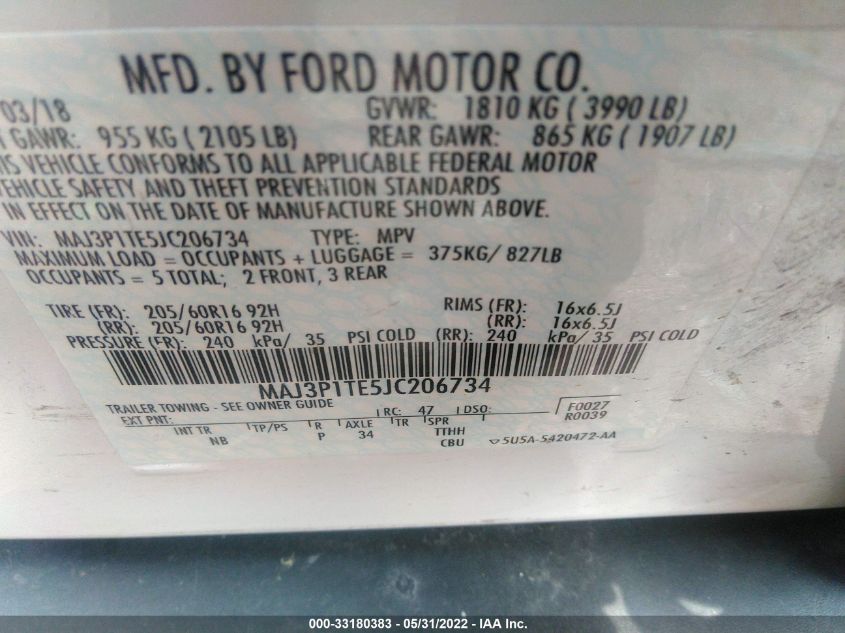 MFD. BY FORD MOTOR CO.
03/18 GVWR: 1810 KG ( 3990 LB)
GAWR: 955 KG ( 2105 LB) REAR GAWR: 865 KG ( 1907 LB)
IS VEHICLE CONFORMS TO ALL APPLICABLE FEDERAL MOTOR
VEHICLE SAFETY AND THEFT PREVENTION STANDARDS
IN EFFECT ON THE DATE OF MANUFACTURE SHOWN ABOVE.
VIN: MAJ3P1TE5JC206734 TYPE: MPV
MAXIMUM LOAD = OCCUPANTS + LUGGAGE = 375KG/ 827LB
OCCUPANTS = 5 TOTAL; 2 FRONT, 3 REAR
TIRE (FR): 205/60R16 92H RIMS (FR): 16x6.5J
(RR): 205/60R16 92H (RR): 16x6.5J
PRESSURE (FR): 240 kPa/ 35 PSI COLD (RR): 240 kPa/ 35 PSI COLD
MAJ3P1TE5JC206734
TRAILER TOWING - SEE OWNER GUIDE
EXT PNT: RC: 47 DSO: F0027
R0039
INT TR TP/PS R AXLE TR SPR
NB P 34 TTHH
CBU 5U5A-5420472-AA
000-33180383 - 05/31/2022 - IAA Inc.